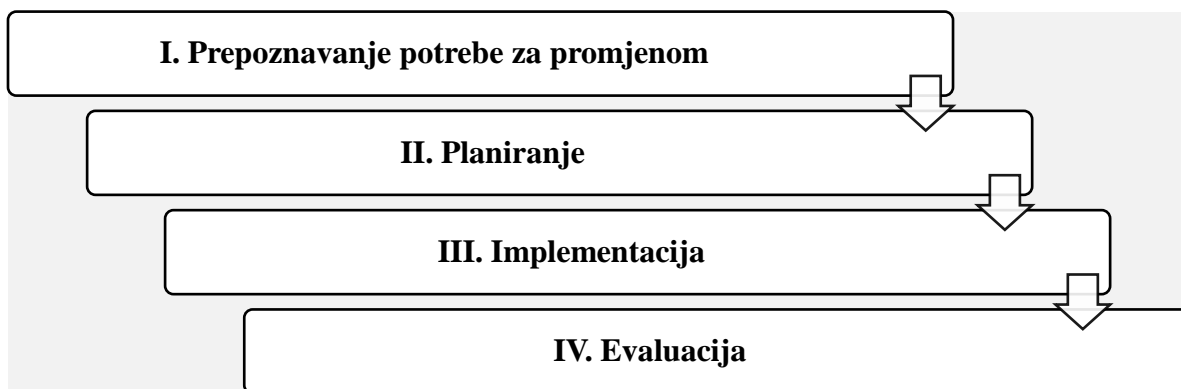 I. Prepoznavanje potrebe za promjenom
II. Planiranje
III. Implementacija
IV. Evaluacija